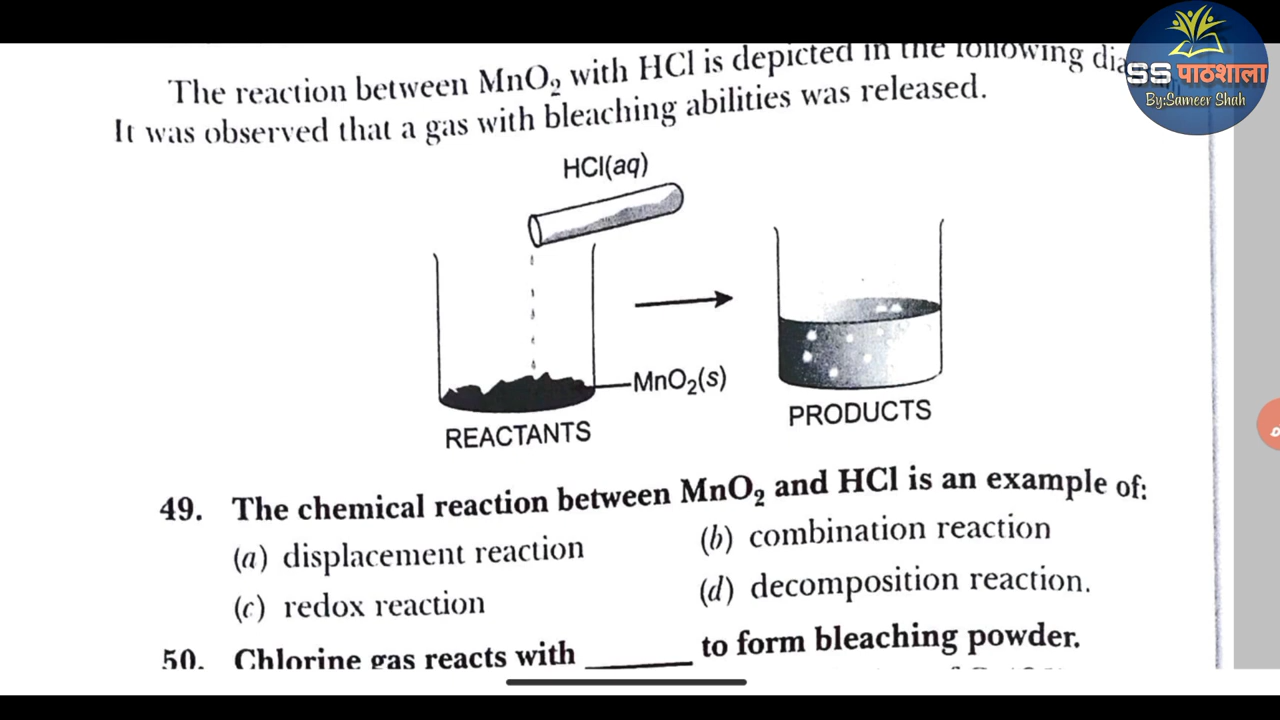 The reaction between MnO₂ with HCl is depicted in the following
It was observed that a gas with bleaching abilities was released.
SS पाठशाला
By:Sameer Shah
HCl(aq)
MnO₂(s)
REACTANTS
PRODUCTS
49. The chemical reaction between MnO₂ and HCl is an example of:
(a) displacement reaction
(b) combination reaction
(c) redox reaction
(d) decomposition reaction.
50. Chlorine gas reacts with ______ to form bleaching powder.